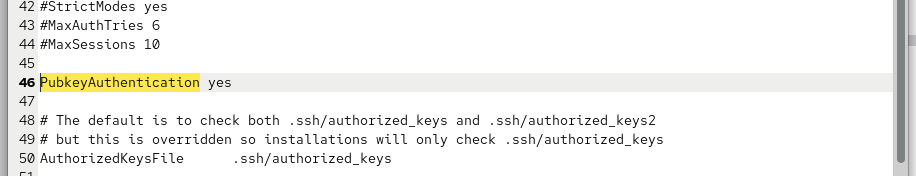 42 #StrictModes yes
43 #MaxAuthTries 6
44 #MaxSessions 10
45
46 PubkeyAuthentication yes
47
48 # The default is to check both .ssh/authorized_keys and .ssh/authorized_keys2
49 # but this is overridden so installations will only check .ssh/authorized_keys
50 AuthorizedKeysFile      .ssh/authorized_keys
51